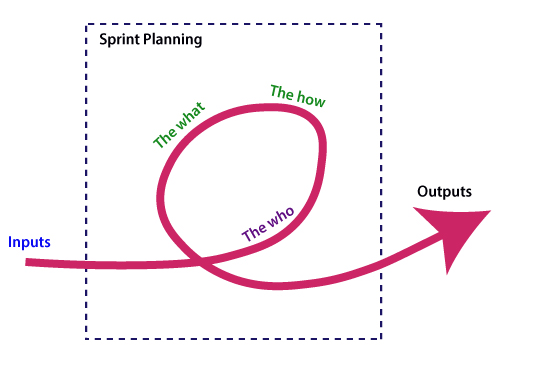 Sprint Planning
The what
The how
The who
Inputs
Outputs